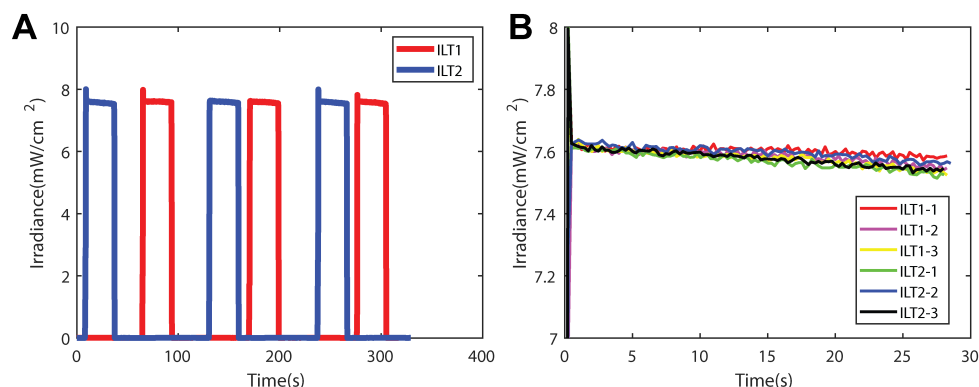 A
Irradiance(mW/cm 2)
10
8
6
4
2
0
0
100
200
300
400
Time(s)
ILT1
ILT2
B
Irradiance(mW/cm 2)
8
7.8
7.6
7.4
7.2
7
0
5
10
15
20
25
30
Time(s)
ILT1-1
ILT1-2
ILT1-3
ILT2-1
ILT2-2
ILT2-3